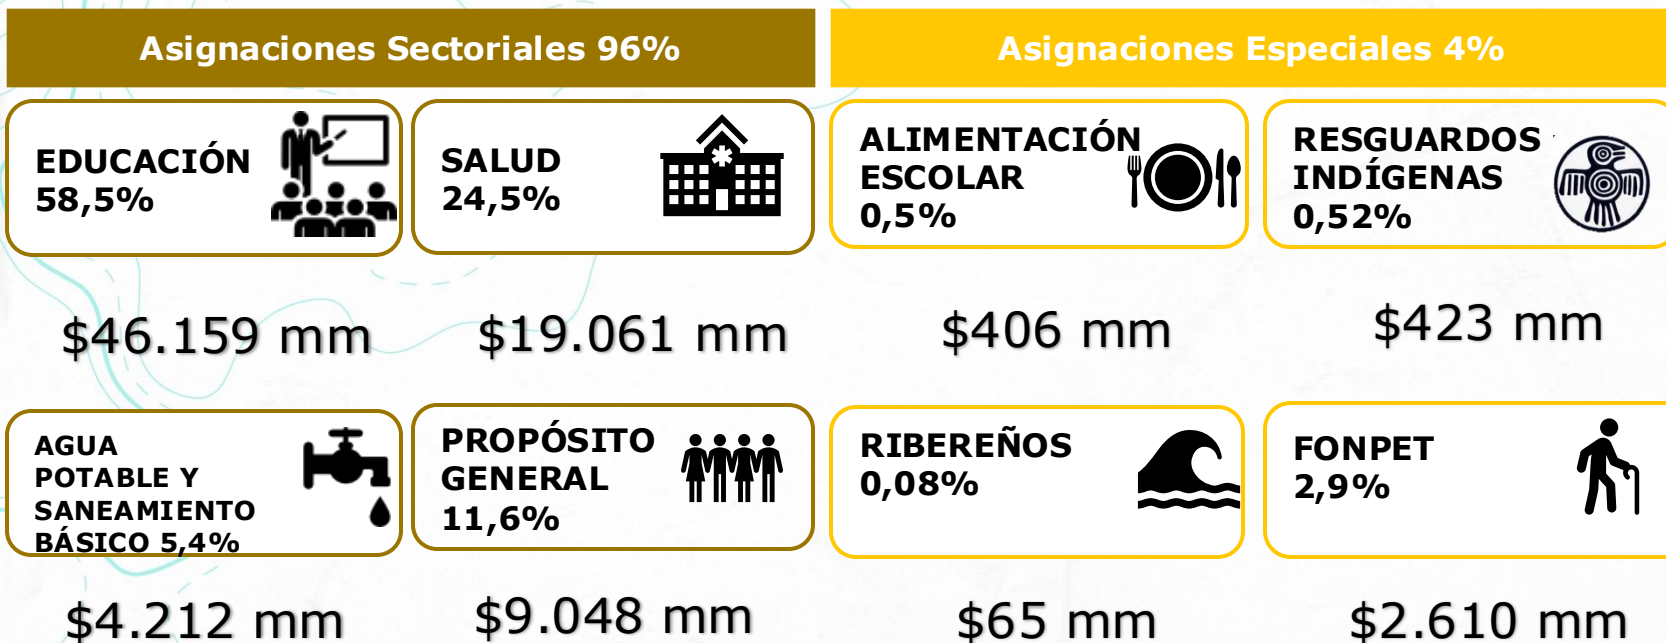 Asignaciones Sectoriales 96%
Asignaciones Especiales 4%
EDUCACIÓN
58,5%
SALUD
24,5%
ALIMENTACIÓN
ESCOLAR
0,5%
RESGUARDOS
INDÍGENAS
0,52%
$46.159 mm
$19.061 mm
$406 mm
$423 mm
AGUA
POTABLE Y
SANEAMIENTO
BÁSICO 5,4%
PROPÓSITO
GENERAL
11,6%
RIBEREÑOS
0,08%
FONPET
2,9%
$4.212 mm
$9.048 mm
$65 mm
$2.610 mm